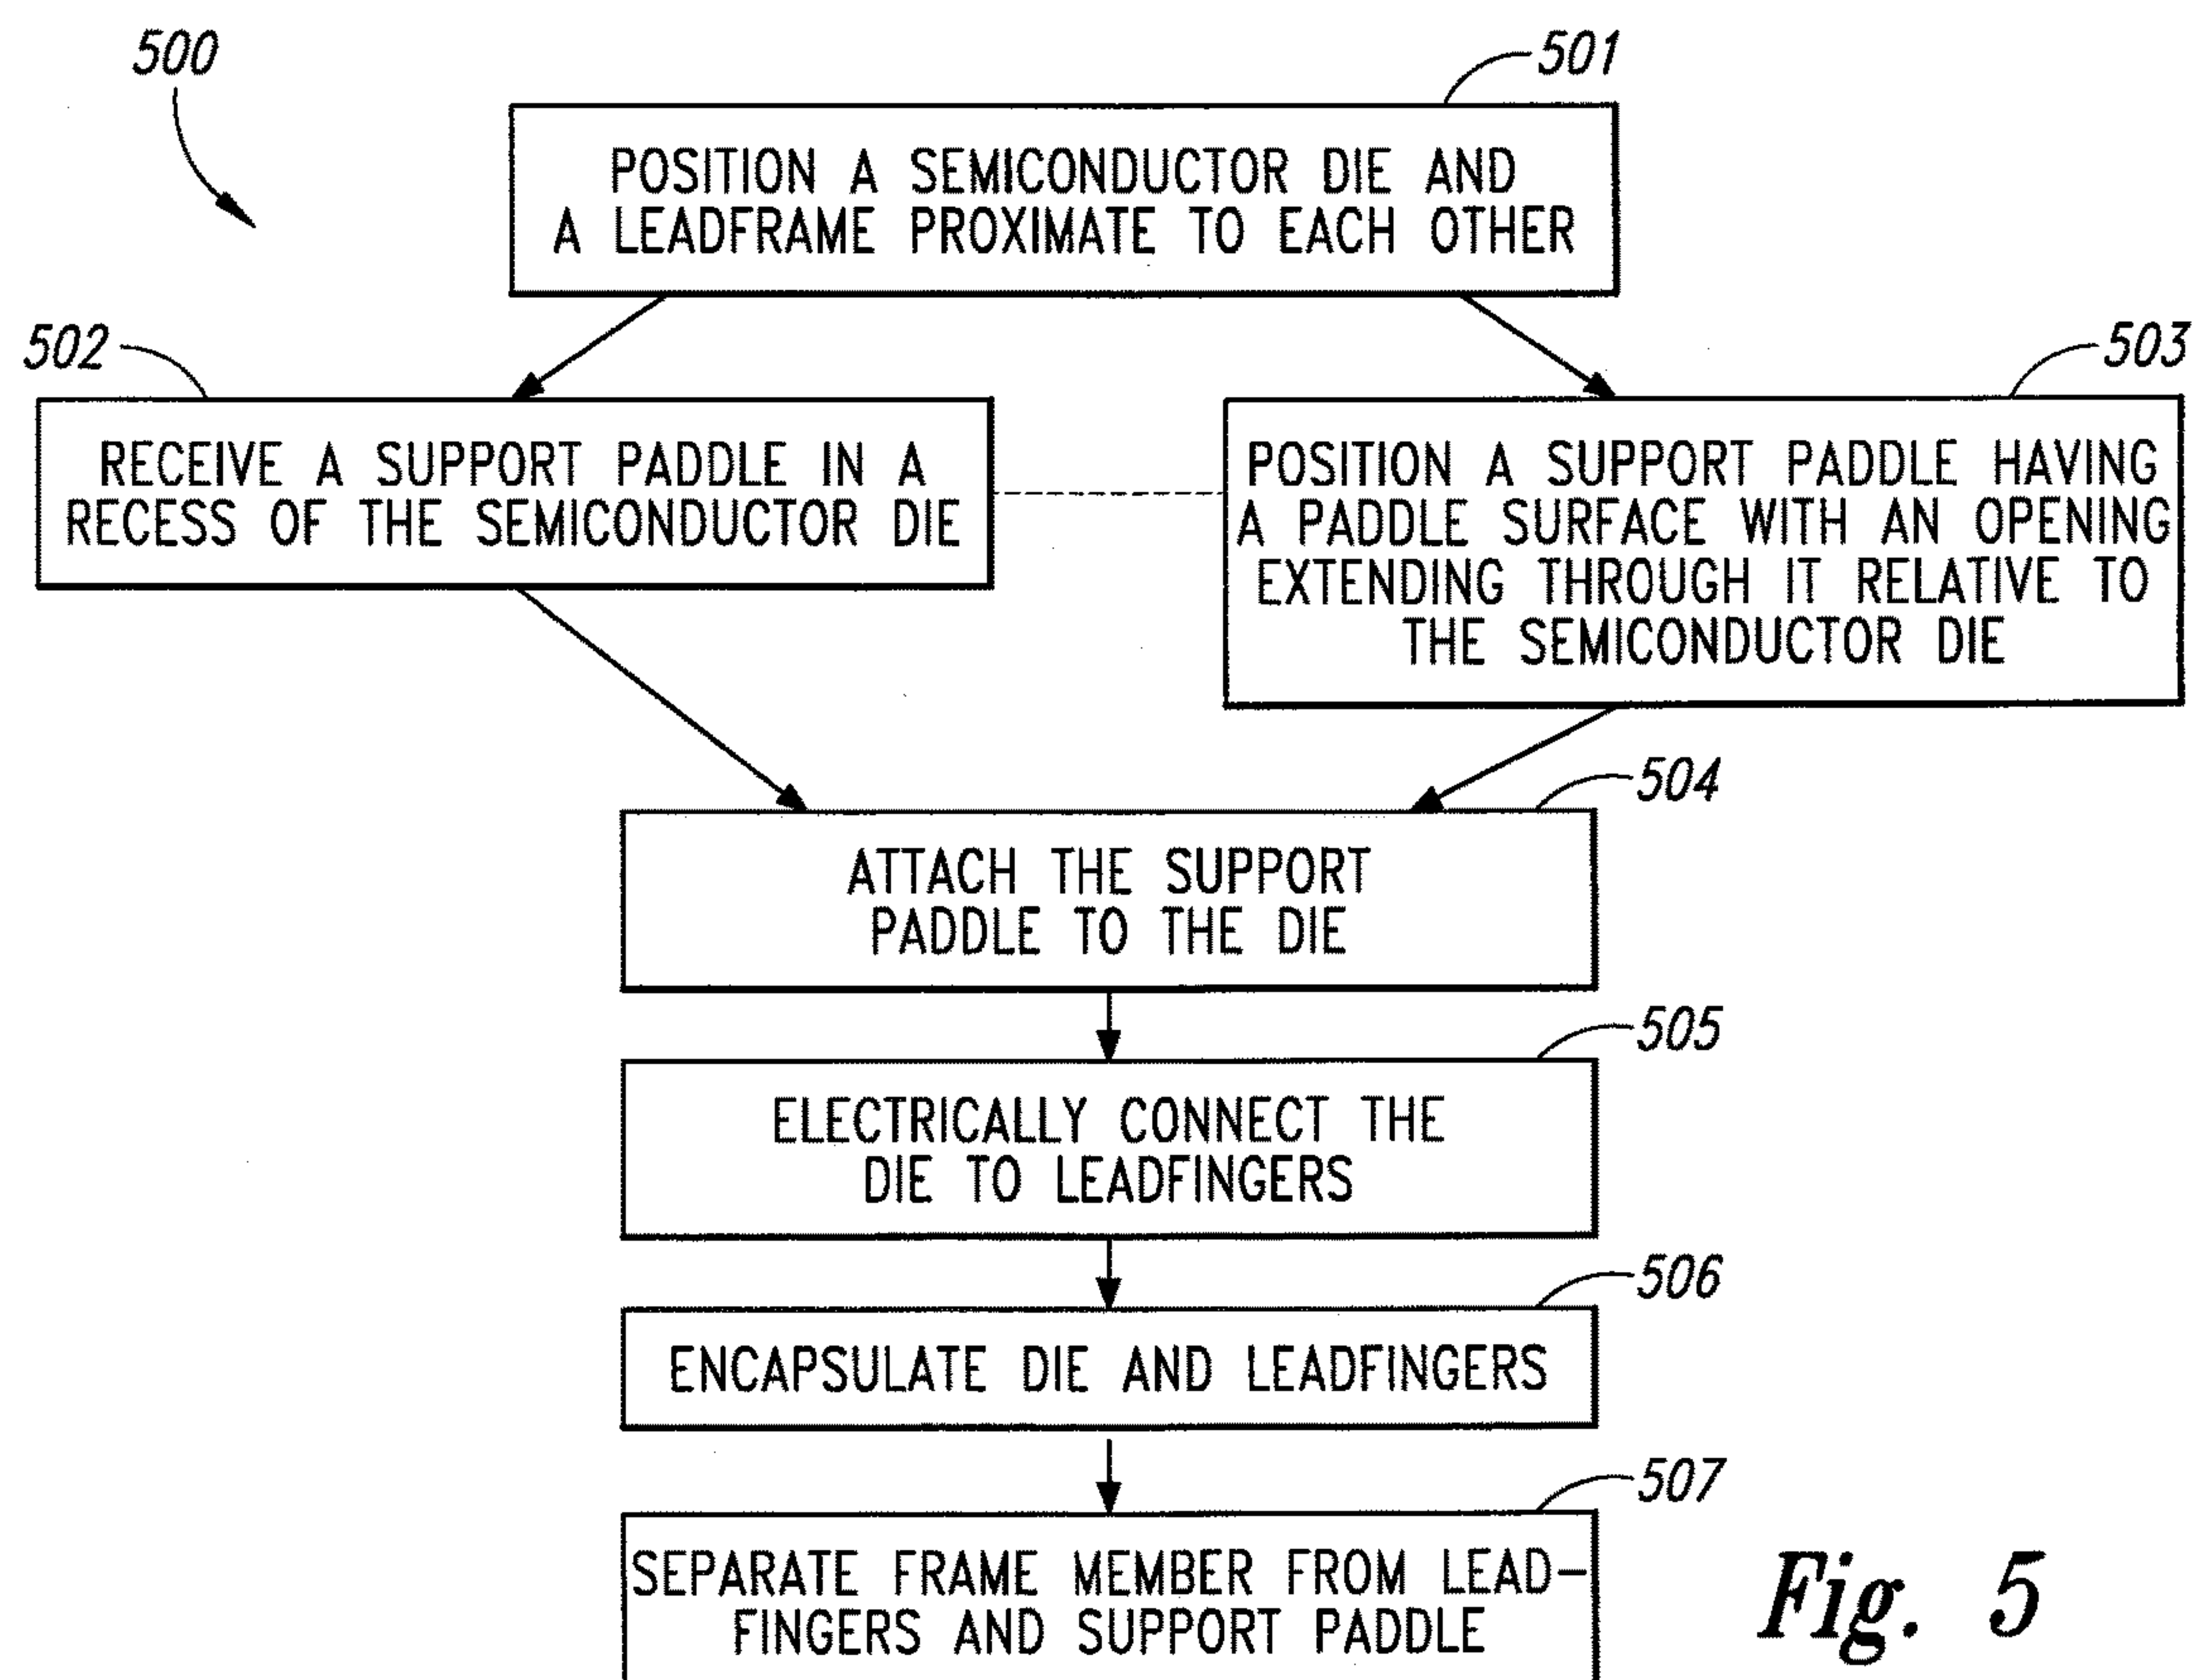 500
501
POSITION A SEMICONDUCTOR DIE AND
A LEADFRAME PROXIMATE TO EACH OTHER
502
RECEIVE A SUPPORT PADDLE IN A
RECESS OF THE SEMICONDUCTOR DIE
503
POSITION A SUPPORT PADDLE HAVING
A PADDLE SURFACE WITH AN OPENING
EXTENDING THROUGH IT RELATIVE TO
THE SEMICONDUCTOR DIE
504
ATTACH THE SUPPORT
PADDLE TO THE DIE
505
ELECTRICALLY CONNECT THE
DIE TO LEADFINGERS
506
ENCAPSULATE DIE AND LEADFINGERS
507
SEPARATE FRAME MEMBER FROM LEAD-
FINGERS AND SUPPORT PADDLE
Fig. 5